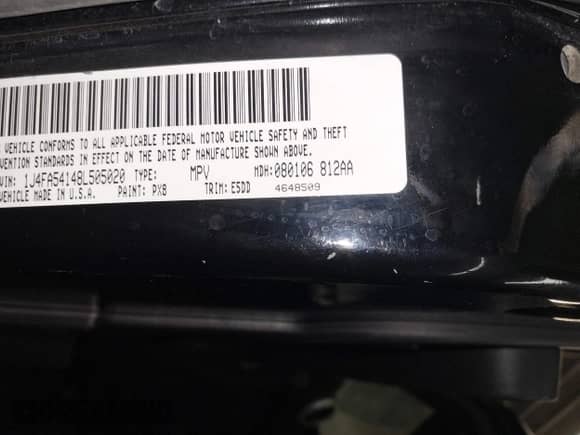 VEHICLE CONFORMS TO ALL APPLICABLE FEDERAL MOTOR VEHICLE SAFETY AND THEFT
VENTION STANDARDS IN EFFECT ON THE DATE OF MANUFACTURE SHOWN ABOVE.
VIN: 1J4FA54148L505020 TYPE: MPV MDH:080106 812AA
VEHICLE MADE IN U.S.A. PAINT: PX8 TRIM:E5DD 4648509